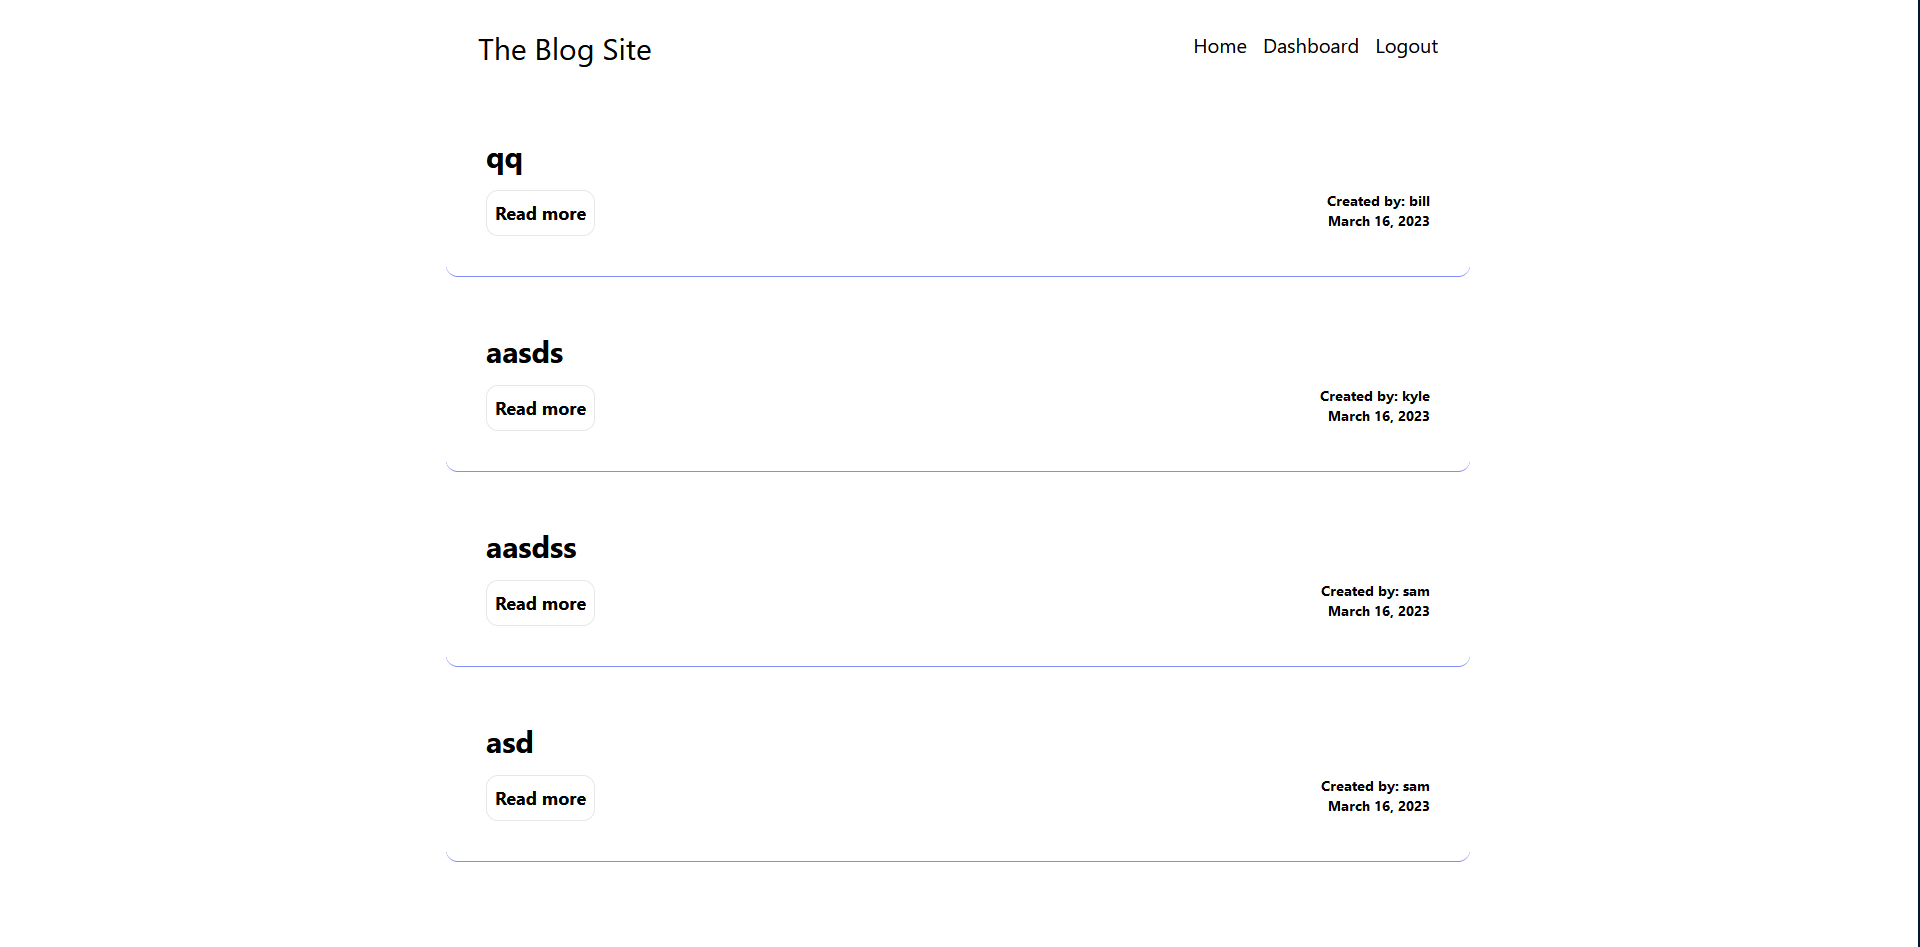 The Blog Site
Home Dashboard Logout
qq
Read more
Created by: bill
March 16, 2023
aasds
Read more
Created by: kyle
March 16, 2023
aasdss
Read more
Created by: sam
March 16, 2023
asd
Read more
Created by: sam
March 16, 2023